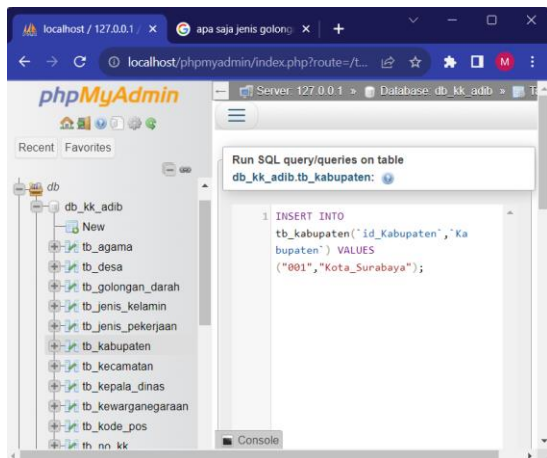 localhost / 127.0.0.1 /
apa saja jenis golong
localhost/phpmyadmin/index.php?route=/t...
M
phpMyAdmin
Recent Favorites
db
db_kk_adib
New
tb_agama
tb_desa
tb_golongan_darah
tb_jenis_kelamin
tb_jenis_pekerjaan
tb_kabupaten
tb_kecamatan
tb_kepala_dinas
tb_kewarganegaraan
tb_kode_pos
tb_no_kk
Server: 127.0.0.1 » Database: db_kk_adib »
Run SQL query/queries on table
db_kk_adib.tb_kabupaten:
1 INSERT INTO
tb_kabupaten(`id_Kabupaten`,`Ka
bupaten`) VALUES
("001","Kota_Surabaya");
Console